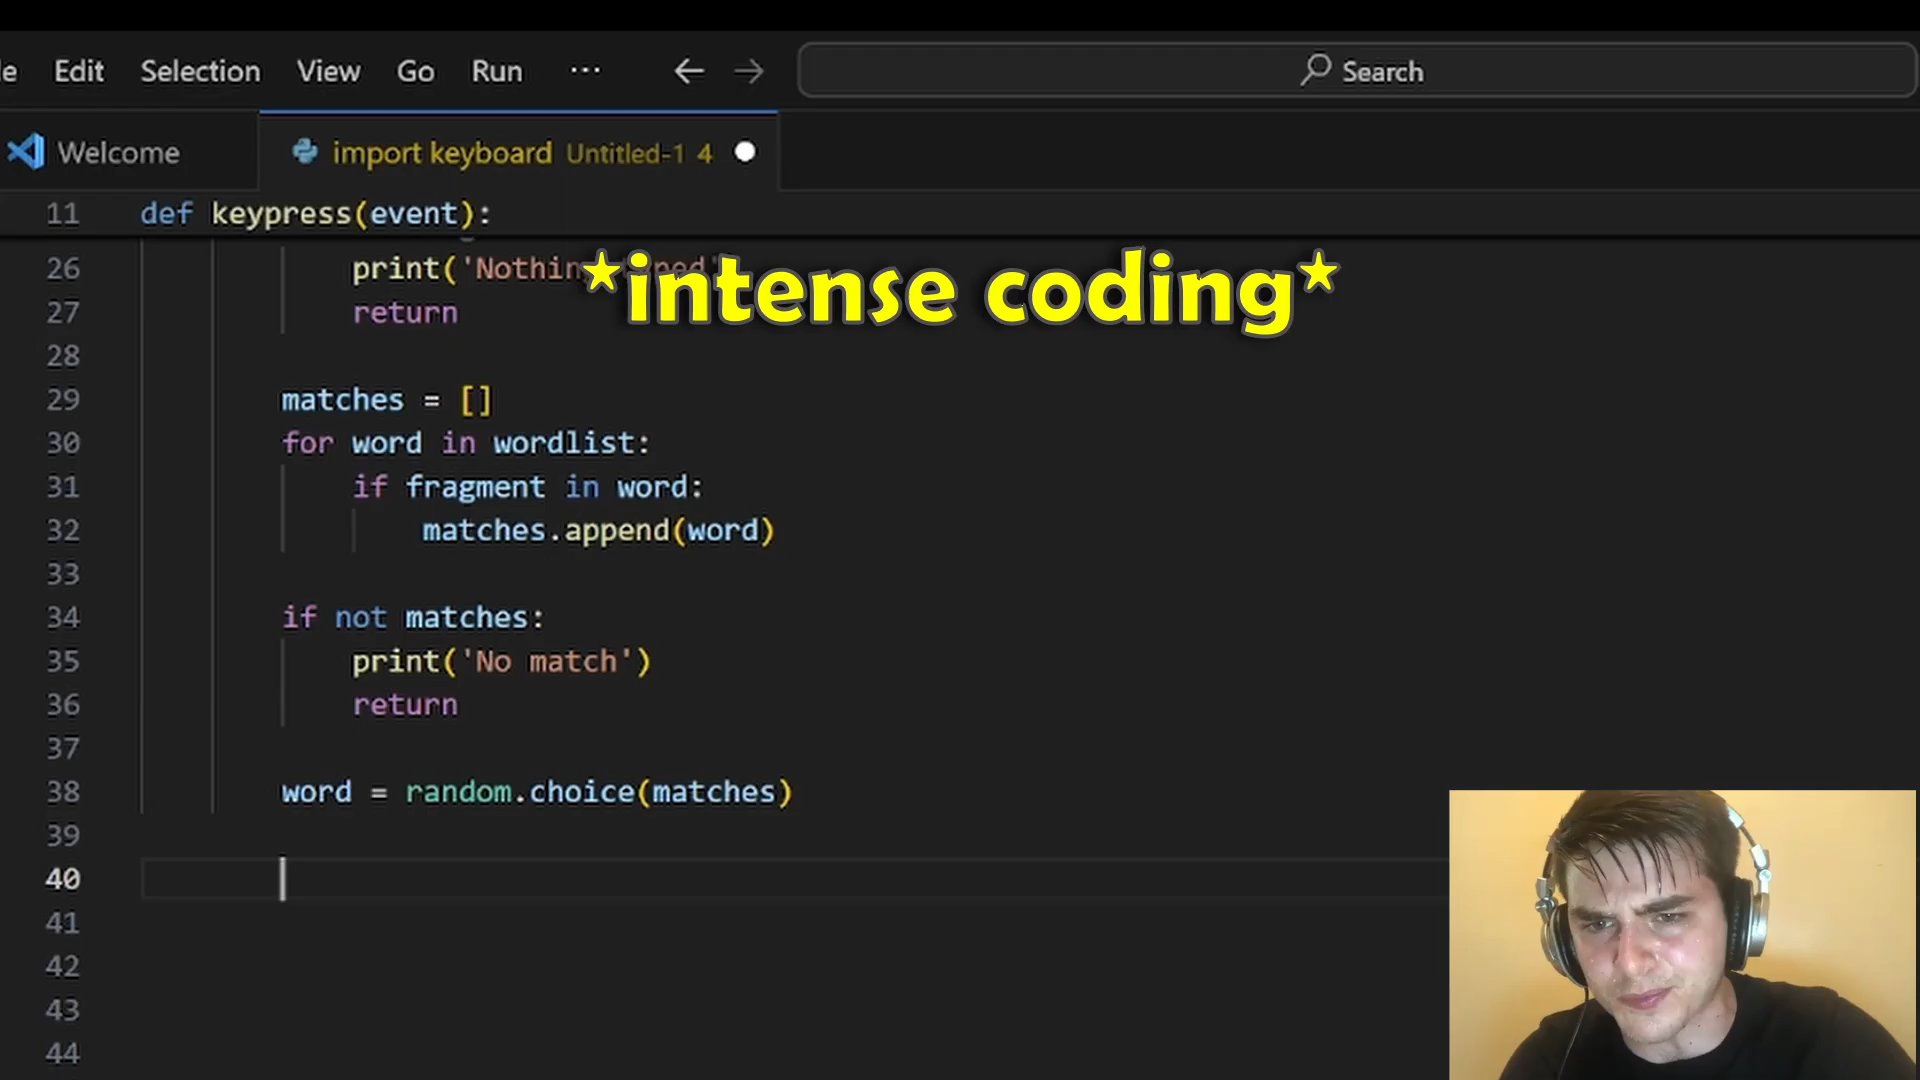 Edit Selection View Go Run ··· ← → Search
Welcome import keyboard Untitled-1 4
11 def keypress(event):
26 print('Nothin
*intense coding*
27 return
28
29 matches = []
30 for word in wordlist:
31 if fragment in word:
32 matches.append(word)
33
34 if not matches:
35 print('No match')
36 return
37
38 word = random.choice(matches)
39
40
41
42
43
44